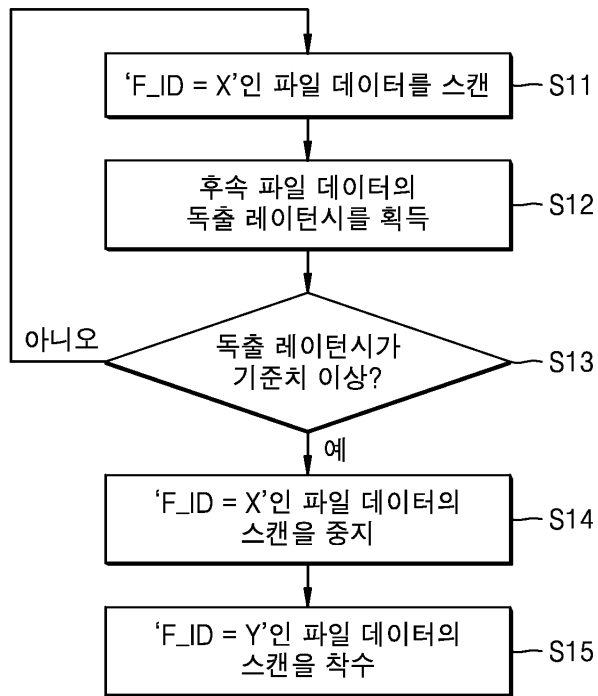 'F_ID = X'인 파일 데이터를 스캔
S11
후속 파일 데이터의
독출 레이턴시를 획득
S12
아니오
독출 레이턴시가
기준치 이상?
S13
예
'F_ID = X'인 파일 데이터의
스캔을 중지
S14
'F_ID = Y'인 파일 데이터의
스캔을 착수
S15